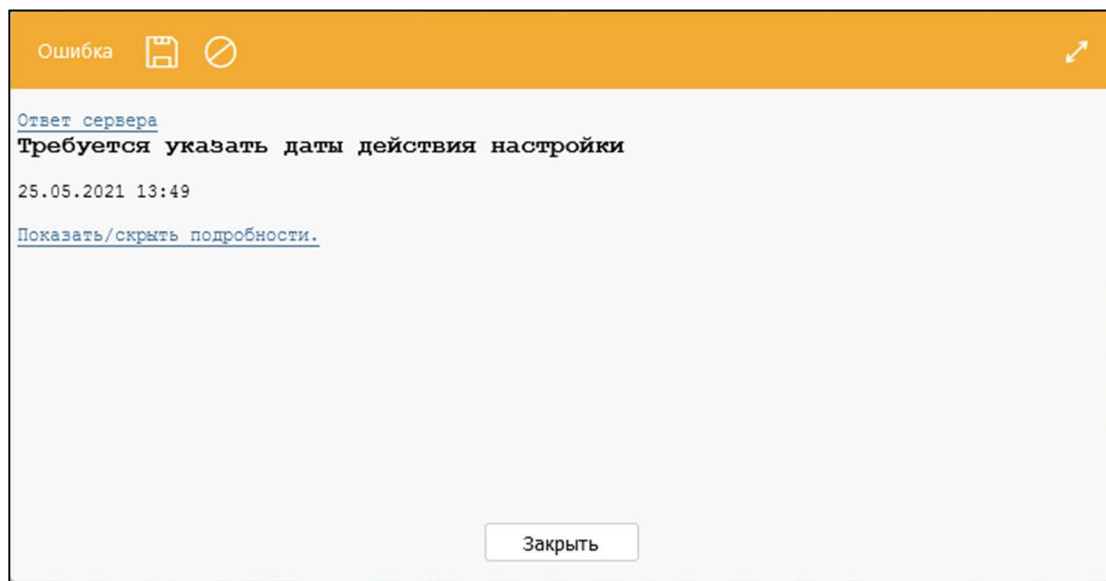 Ошибка
Ответ сервера
Требуется указать даты действия настройки
25.05.2021 13:49
Показать/скрыть подробности.
Закрыть